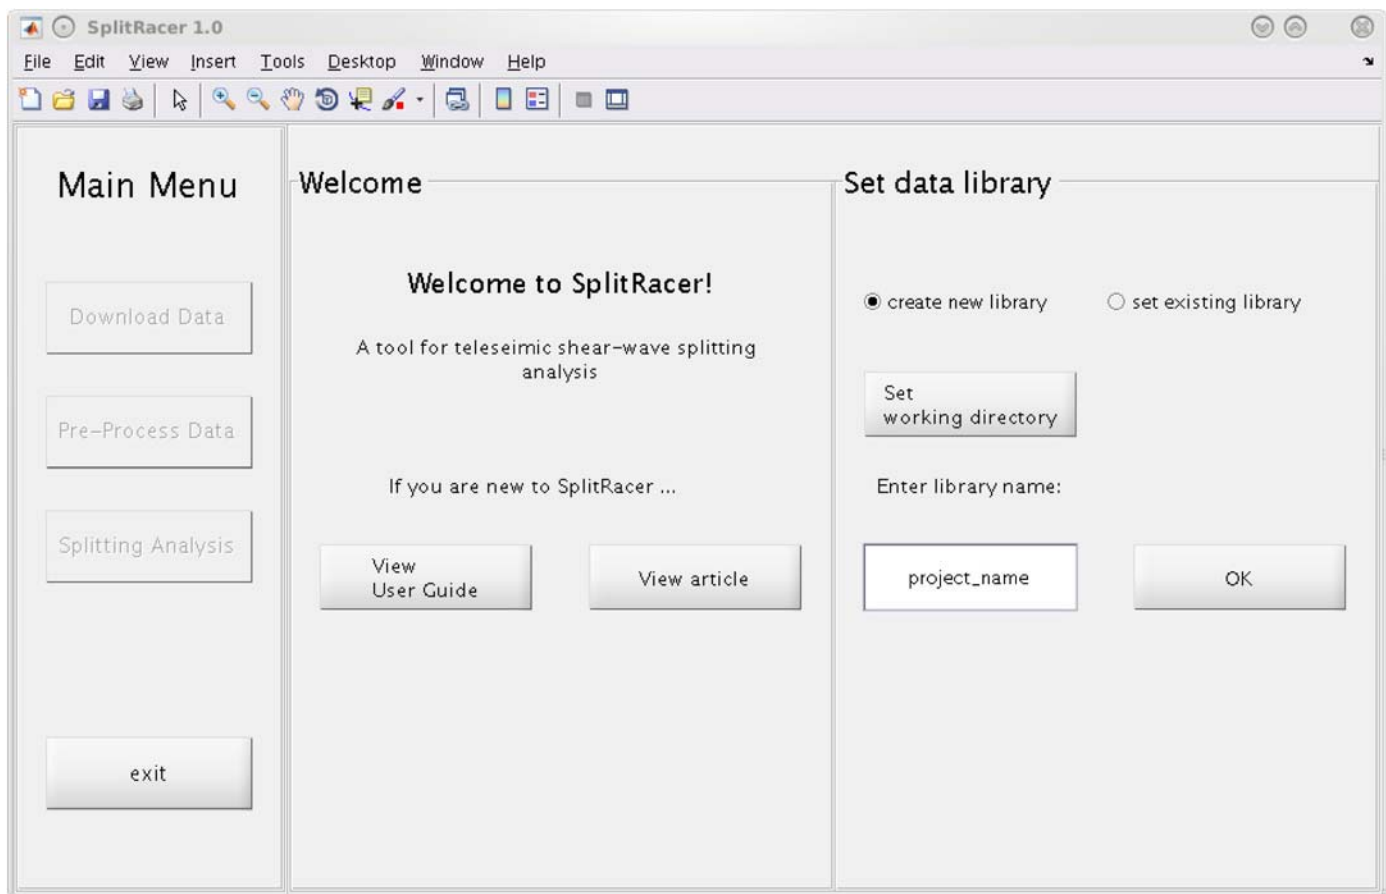 SplitRacer 1.0
File Edit View Insert Tools Desktop Window Help
Main Menu
Download Data
Pre-Process Data
Splitting Analysis
exit
Welcome
Welcome to SplitRacer!
A tool for teleseimic shear-wave splitting
analysis
If you are new to SplitRacer ...
View
User Guide
View article
Set data library
create new library
set existing library
Set
working directory
Enter library name:
project_name
OK